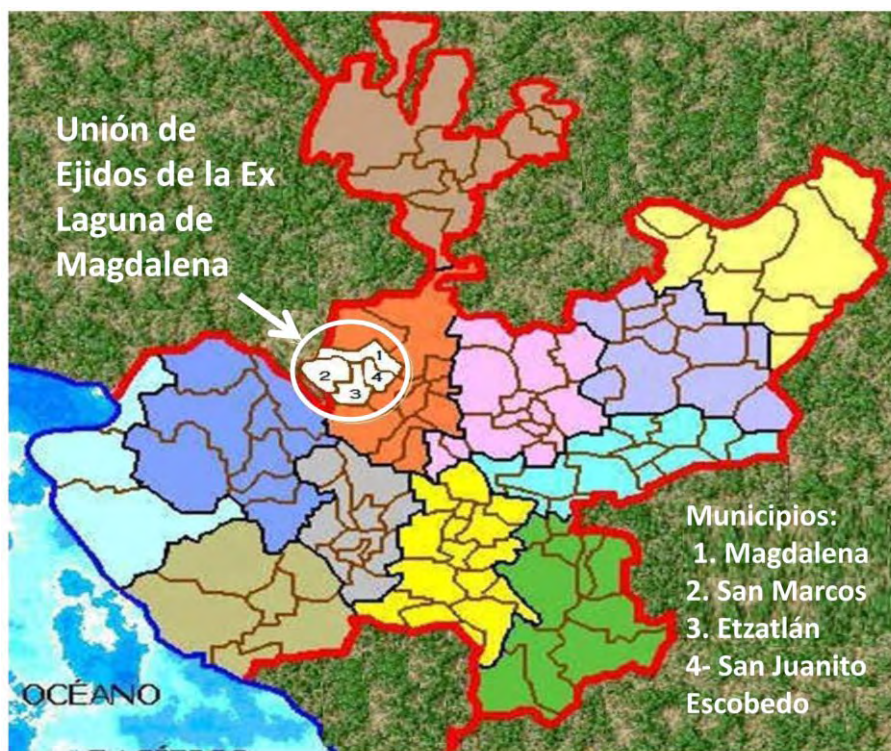 Unión de
Ejidos de la Ex
Laguna de
Magdalena
1
2
4
3
Municipios:
1. Magdalena
2. San Marcos
3. Etzatlán
4- San Juanito
Escobedo
OCÉANO